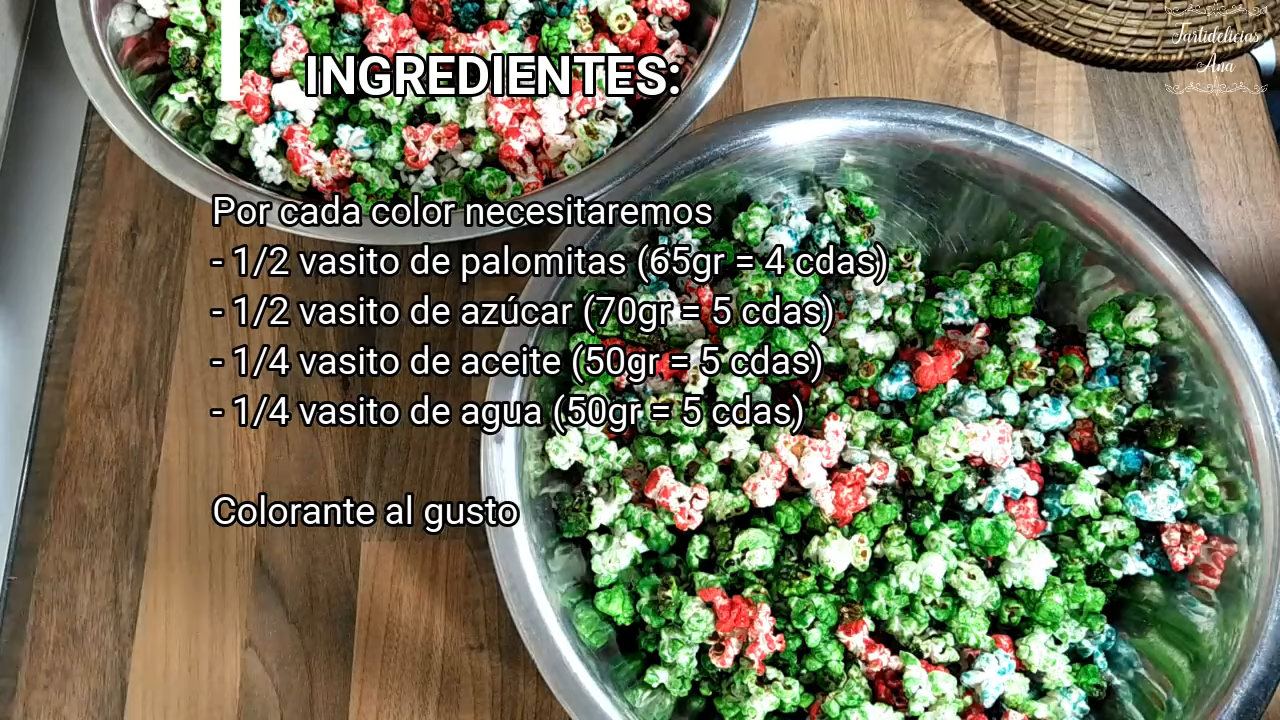 Tartidelicias
Ana
INGREDIENTES:
Por cada color necesitaremos
- 1/2 vasito de palomitas (65gr = 4 cdas)
- 1/2 vasito de azúcar (70gr = 5 cdas)
- 1/4 vasito de aceite (50gr = 5 cdas)
- 1/4 vasito de agua (50gr = 5 cdas)
Colorante al gusto